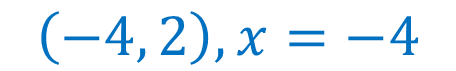 (−4, 2), x = −4